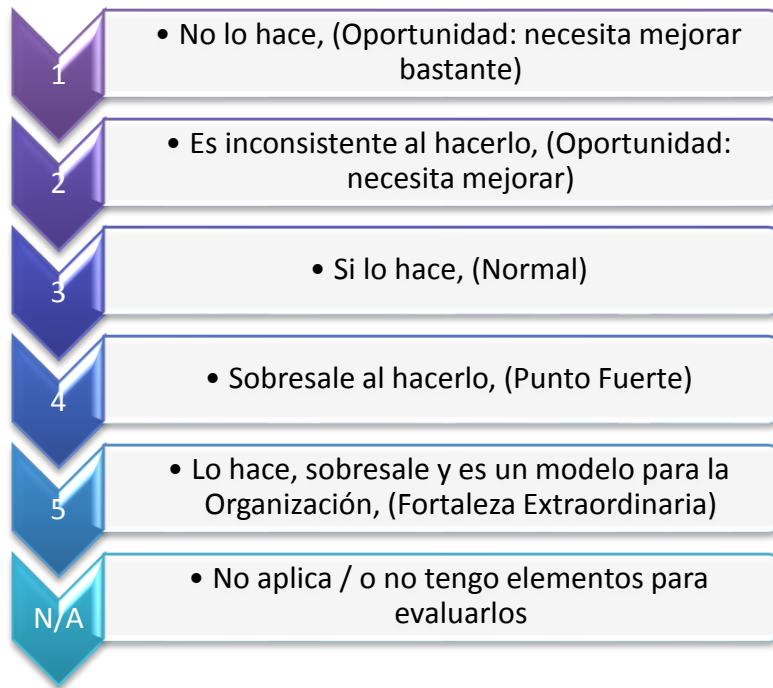 1
• No lo hace, (Oportunidad: necesita mejorar
bastante)
2
• Es inconsistente al hacerlo, (Oportunidad:
necesita mejorar)
3
• Si lo hace, (Normal)
4
• Sobresale al hacerlo, (Punto Fuerte)
5
• Lo hace, sobresale y es un modelo para la
Organización, (Fortaleza Extraordinaria)
N/A
• No aplica / o no tengo elementos para
evaluarlos